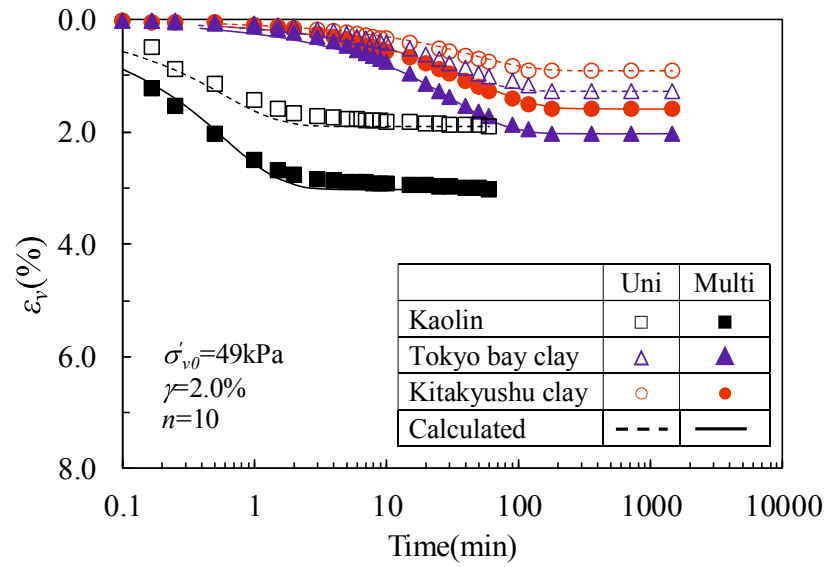 0.0
2.0
4.0
6.0
8.0
εv(%)
σ'v0=49kPa
γ=2.0%
n=10
Uni Multi
Kaolin
Tokyo bay clay
Kitakyushu clay
Calculated
0.1 1 10 100 1000 10000
Time(min)